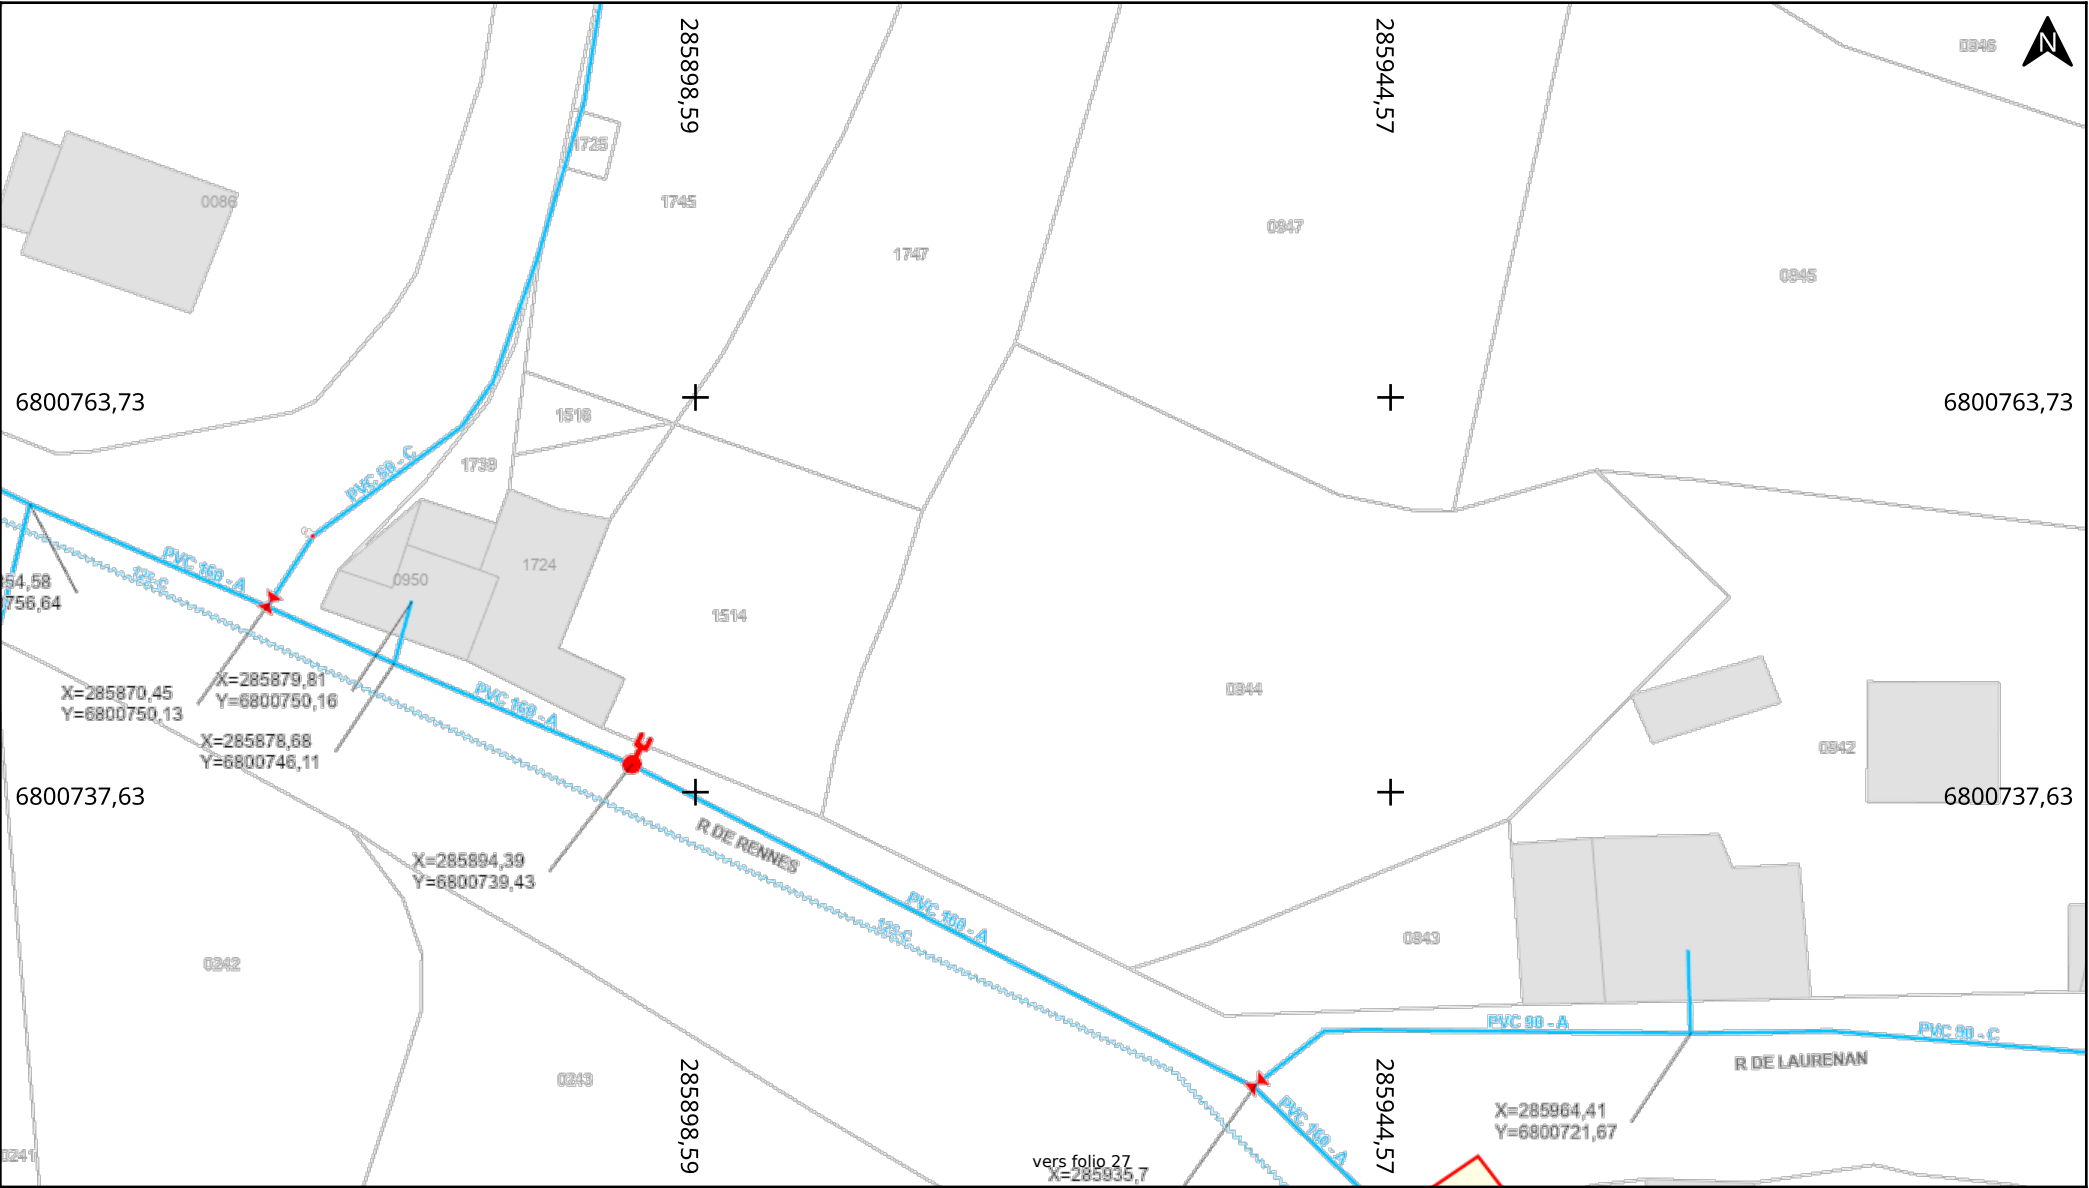 285898,59
285944,57
N
0346
1725
0086
1745
0947
1747
0945
6800763,73
6800763,73
1516
PVC 90 - C
1739
PVC 160 - A
125-C
1724
0950
64,58
756,64
1514
X=285870,45
Y=6800750,13
X=285879,81
Y=6800750,16
PVC 160 - A
0944
X=285878,68
Y=6800746,11
0942
6800737,63
6800737,63
R DE RENNES
X=285894,39
Y=6800739,43
PVC 160 - A
125-C
0943
0242
PVC 90 - A
PVC 90 - C
R DE LAURENAN
0243
285898,59
285944,57
PVC 160 - A
X=285964,41
Y=6800721,67
0241
vers folio 27
X=285935,7